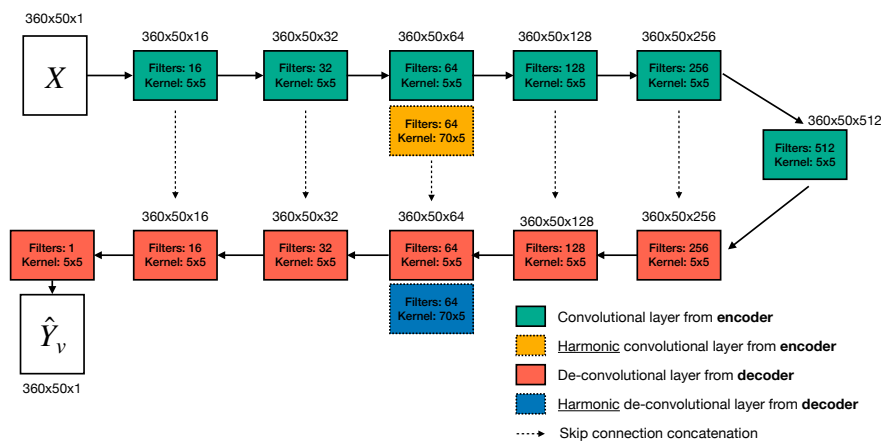 360x50x1
X
360x50x16
Filters: 16
Kernel: 5x5
360x50x32
Filters: 32
Kernel: 5x5
360x50x64
Filters: 64
Kernel: 5x5
360x50x128
Filters: 128
Kernel: 5x5
360x50x256
Filters: 256
Kernel: 5x5
Filters: 64
Kernel: 70x5
360x50x512
Filters: 512
Kernel: 5x5
Filters: 1
Kernel: 5x5
360x50x16
Filters: 16
Kernel: 5x5
360x50x32
Filters: 32
Kernel: 5x5
360x50x64
Filters: 64
Kernel: 5x5
360x50x128
Filters: 128
Kernel: 5x5
360x50x256
Filters: 256
Kernel: 5x5
Filters: 64
Kernel: 70x5
Ŷᵥ
360x50x1
Convolutional layer from encoder
Harmonic convolutional layer from encoder
De-convolutional layer from decoder
Harmonic de-convolutional layer from decoder
Skip connection concatenation